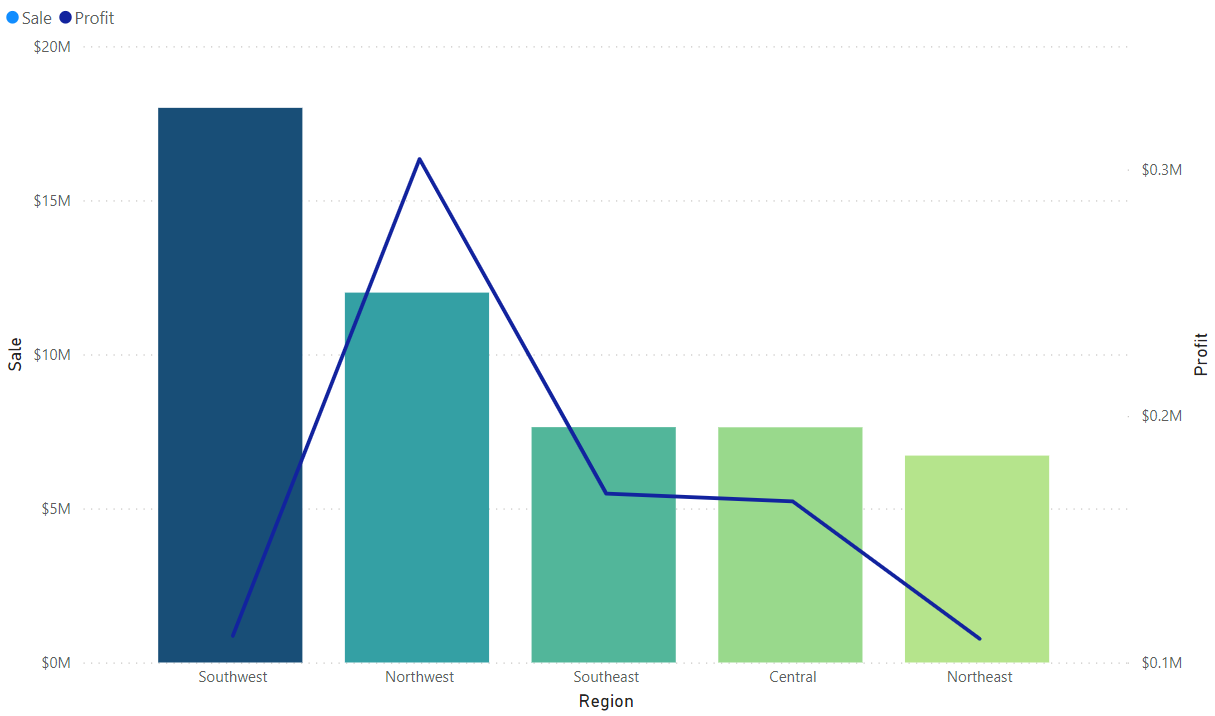 Sale Profit
$20M
$15M
$10M
$5M
$0M
Sale
$0.3M
$0.2M
$0.1M
Profit
Southwest Northwest Southeast Central Northeast
Region